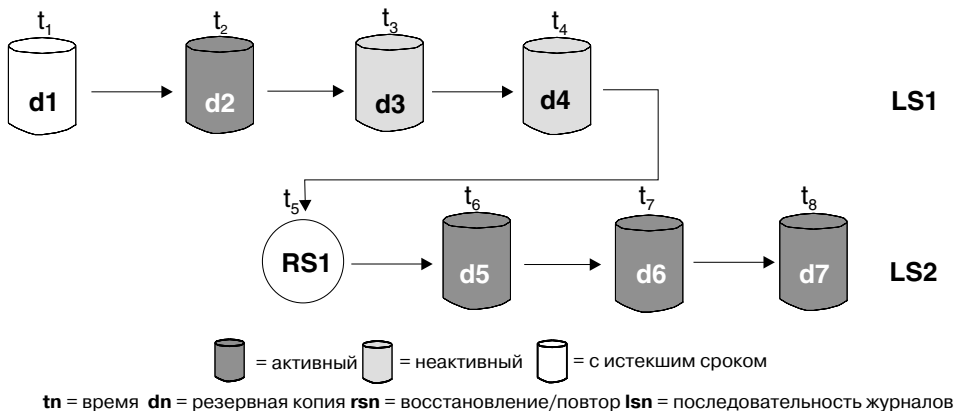 t1 t2 t3 t4
d1 d2 d3 d4 LS1
t5 t6 t7 t8
RS1 d5 d6 d7 LS2
= активный = неактивный = с истекшим сроком
tn = время dn = резервная копия rsn = восстановление/повтор lsn = последовательность журналов